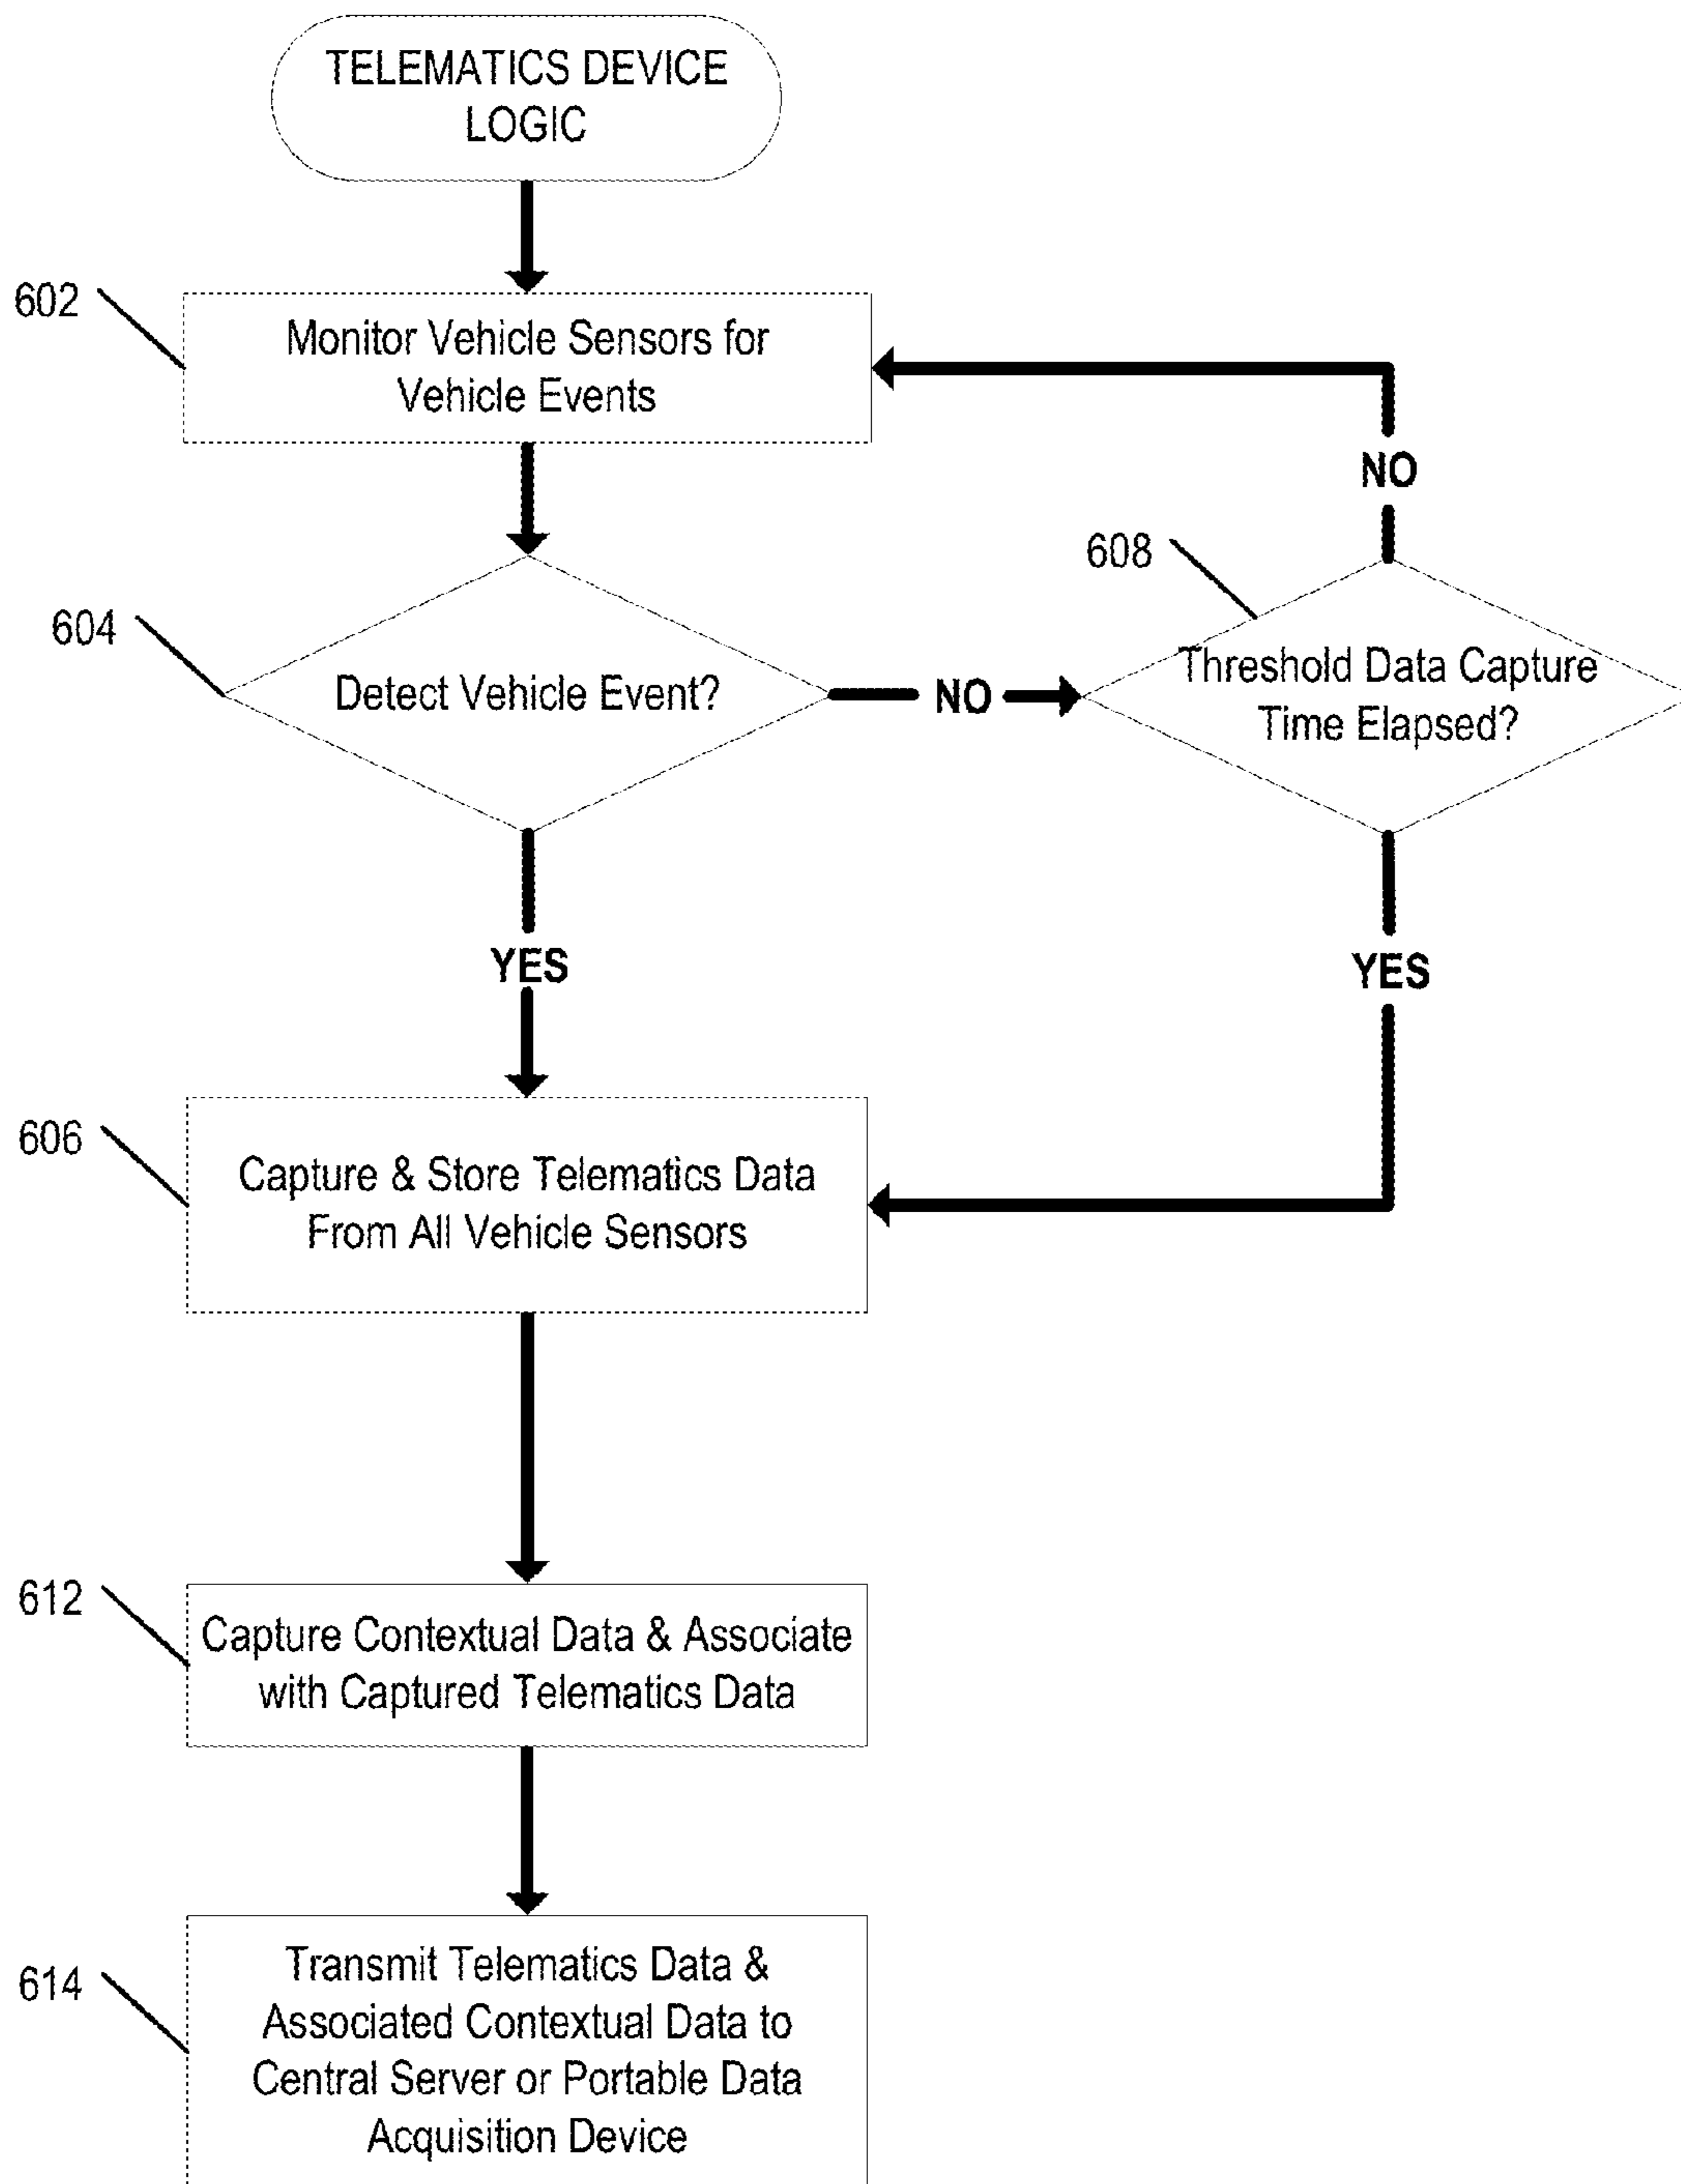 TELEMATICS DEVICE
LOGIC
602
Monitor Vehicle Sensors for
Vehicle Events
NO
608
604
Detect Vehicle Event?
NO
Threshold Data Capture
Time Elapsed?
YES
YES
606
Capture & Store Telematics Data
From All Vehicle Sensors
612
Capture Contextual Data & Associate
with Captured Telematics Data
614
Transmit Telematics Data &
Associated Contextual Data to
Central Server or Portable Data
Acquisition Device